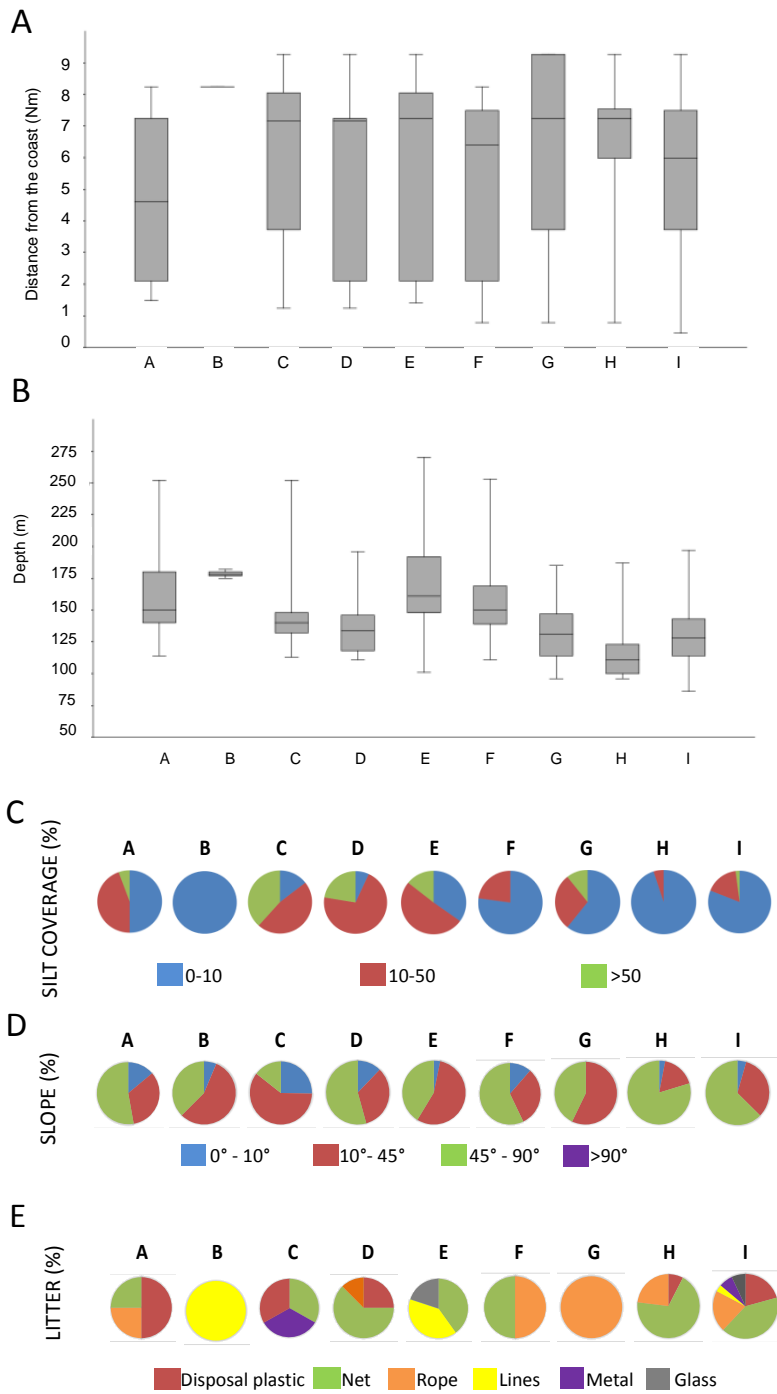 A
Distance from the coast (Nm)
9
8
7
6
5
4
3
2
1
0
A B C D E F G H I
B
Depth (m)
275
250
225
200
175
150
125
100
75
50
A B C D E F G H I
C
SILT COVERAGE (%)
A B C D E F G H I
0-10 10-50 >50
D
SLOPE (%)
A B C D E F G H I
0° - 10° 10°- 45° 45° - 90° >90°
E
LITTER (%)
A B C D E F G H I
Disposal plastic Net Rope Lines Metal Glass